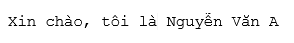 Xin chào, tôi là Nguyễn Văn A